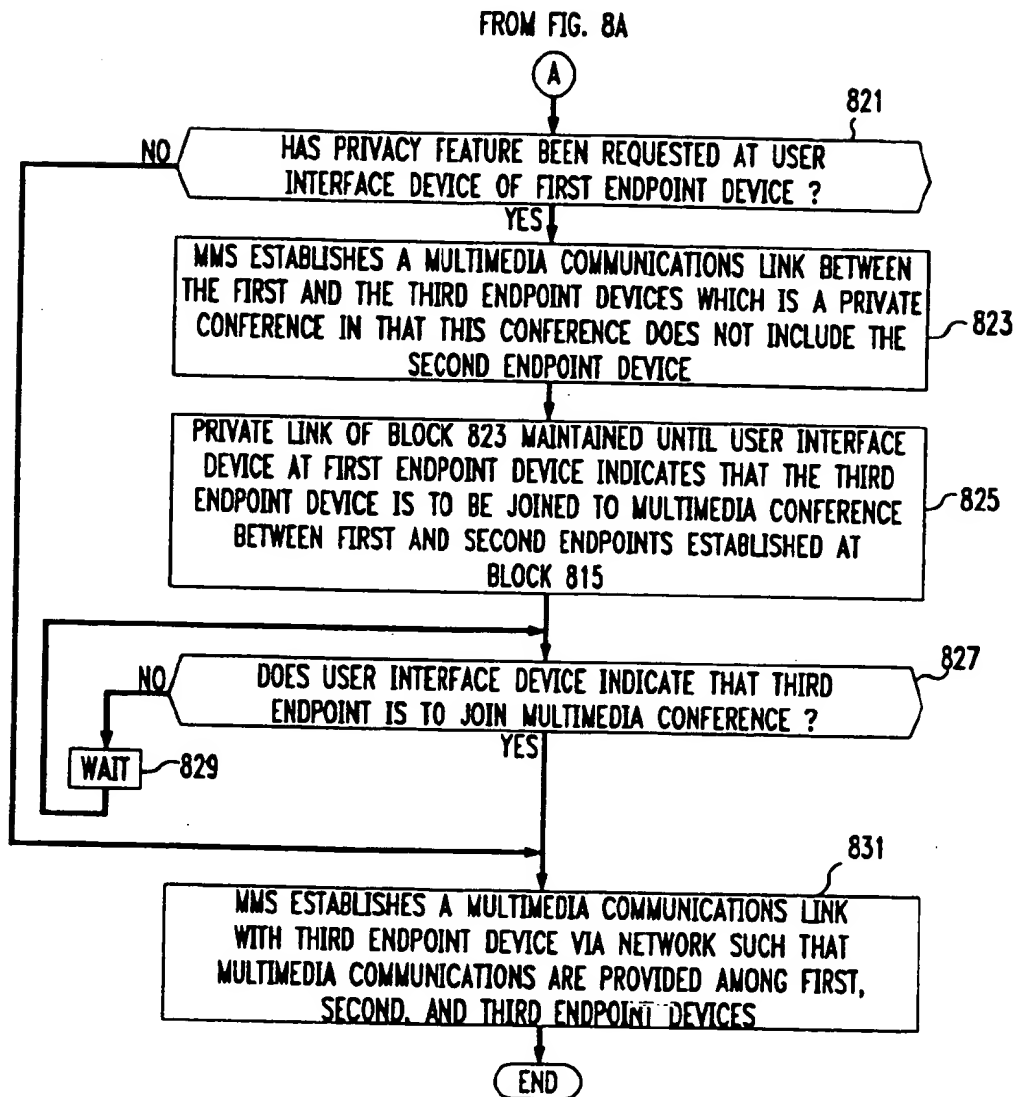 FROM FIG. 8A
A
821
NO
HAS PRIVACY FEATURE BEEN REQUESTED AT USER
INTERFACE DEVICE OF FIRST ENDPOINT DEVICE ?
YES
MMS ESTABLISHES A MULTIMEDIA COMMUNICATIONS LINK BETWEEN
THE FIRST AND THE THIRD ENDPOINT DEVICES WHICH IS A PRIVATE
CONFERENCE IN THAT THIS CONFERENCE DOES NOT INCLUDE THE
SECOND ENDPOINT DEVICE
823
PRIVATE LINK OF BLOCK 823 MAINTAINED UNTIL USER INTERFACE
DEVICE AT FIRST ENDPOINT DEVICE INDICATES THAT THE THIRD
ENDPOINT DEVICE IS TO BE JOINED TO MULTIMEDIA CONFERENCE
BETWEEN FIRST AND SECOND ENDPOINTS ESTABLISHED AT
BLOCK 815
825
827
NO
DOES USER INTERFACE DEVICE INDICATE THAT THIRD
ENDPOINT IS TO JOIN MULTIMEDIA CONFERENCE ?
YES
WAIT
829
831
MMS ESTABLISHES A MULTIMEDIA COMMUNICATIONS LINK
WITH THIRD ENDPOINT DEVICE VIA NETWORK SUCH THAT
MULTIMEDIA COMMUNICATIONS ARE PROVIDED AMONG FIRST,
SECOND, AND THIRD ENDPOINT DEVICES
END